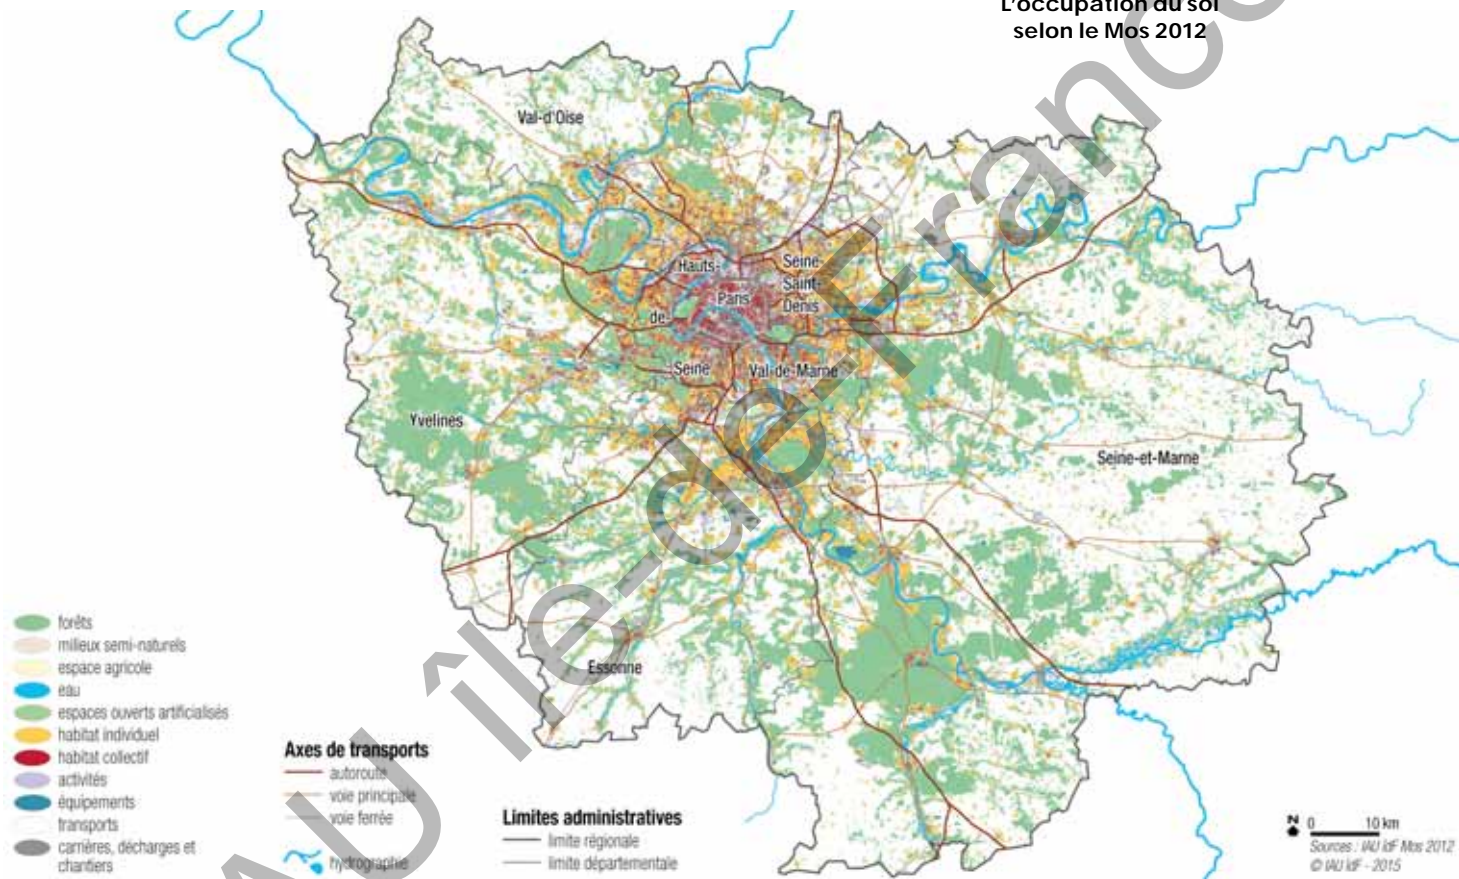 L'occupation du sol
selon le Mos 2012
Val-d'Oise
Hauts-
Seine-
Saint-
Denis
Paris
de-
Seine
Val-de-Marne
Yvelines
Seine-et-Marne
Essonne
forêts
milieux semi-naturels
espace agricole
eau
espaces ouverts artificialisés
habitat individuel
habitat collectif
activités
équipements
transports
carrières, décharges et
chantiers
Axes de transports
autoroute
voie principale
voie ferrée
hydrographie
Limites administratives
limite régionale
limite départementale
N
0 10 km
Sources : IAU îdF Mos 2012
© IAU îdF - 2015
IAU île-de-France